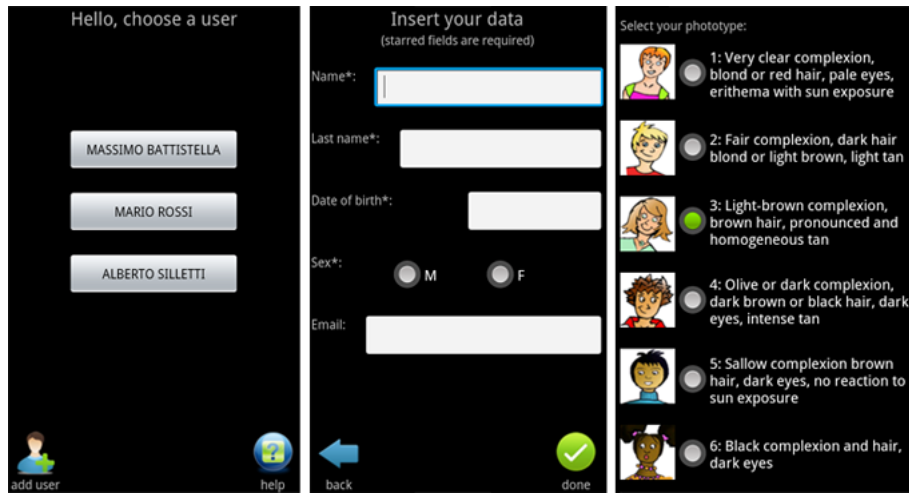 Hello, choose a user
MASSIMO BATTISTELLA
MARIO ROSSI
ALBERTO SILLETTI
add user
help
Insert your data
(starred fields are required)
Name*:
Last name*:
Date of birth*:
Sex*:
M
F
Email:
back
done
Select your phototype:
1: Very clear complexion,
blond or red hair, pale eyes,
erithema with sun exposure
2: Fair complexion, dark hair
blond or light brown, light tan
3: Light-brown complexion,
brown hair, pronounced and
homogeneous tan
4: Olive or dark complexion,
dark brown or black hair, dark
eyes, intense tan
5: Sallow complexion brown
hair, dark eyes, no reaction to
sun exposure
6: Black complexion and hair,
dark eyes